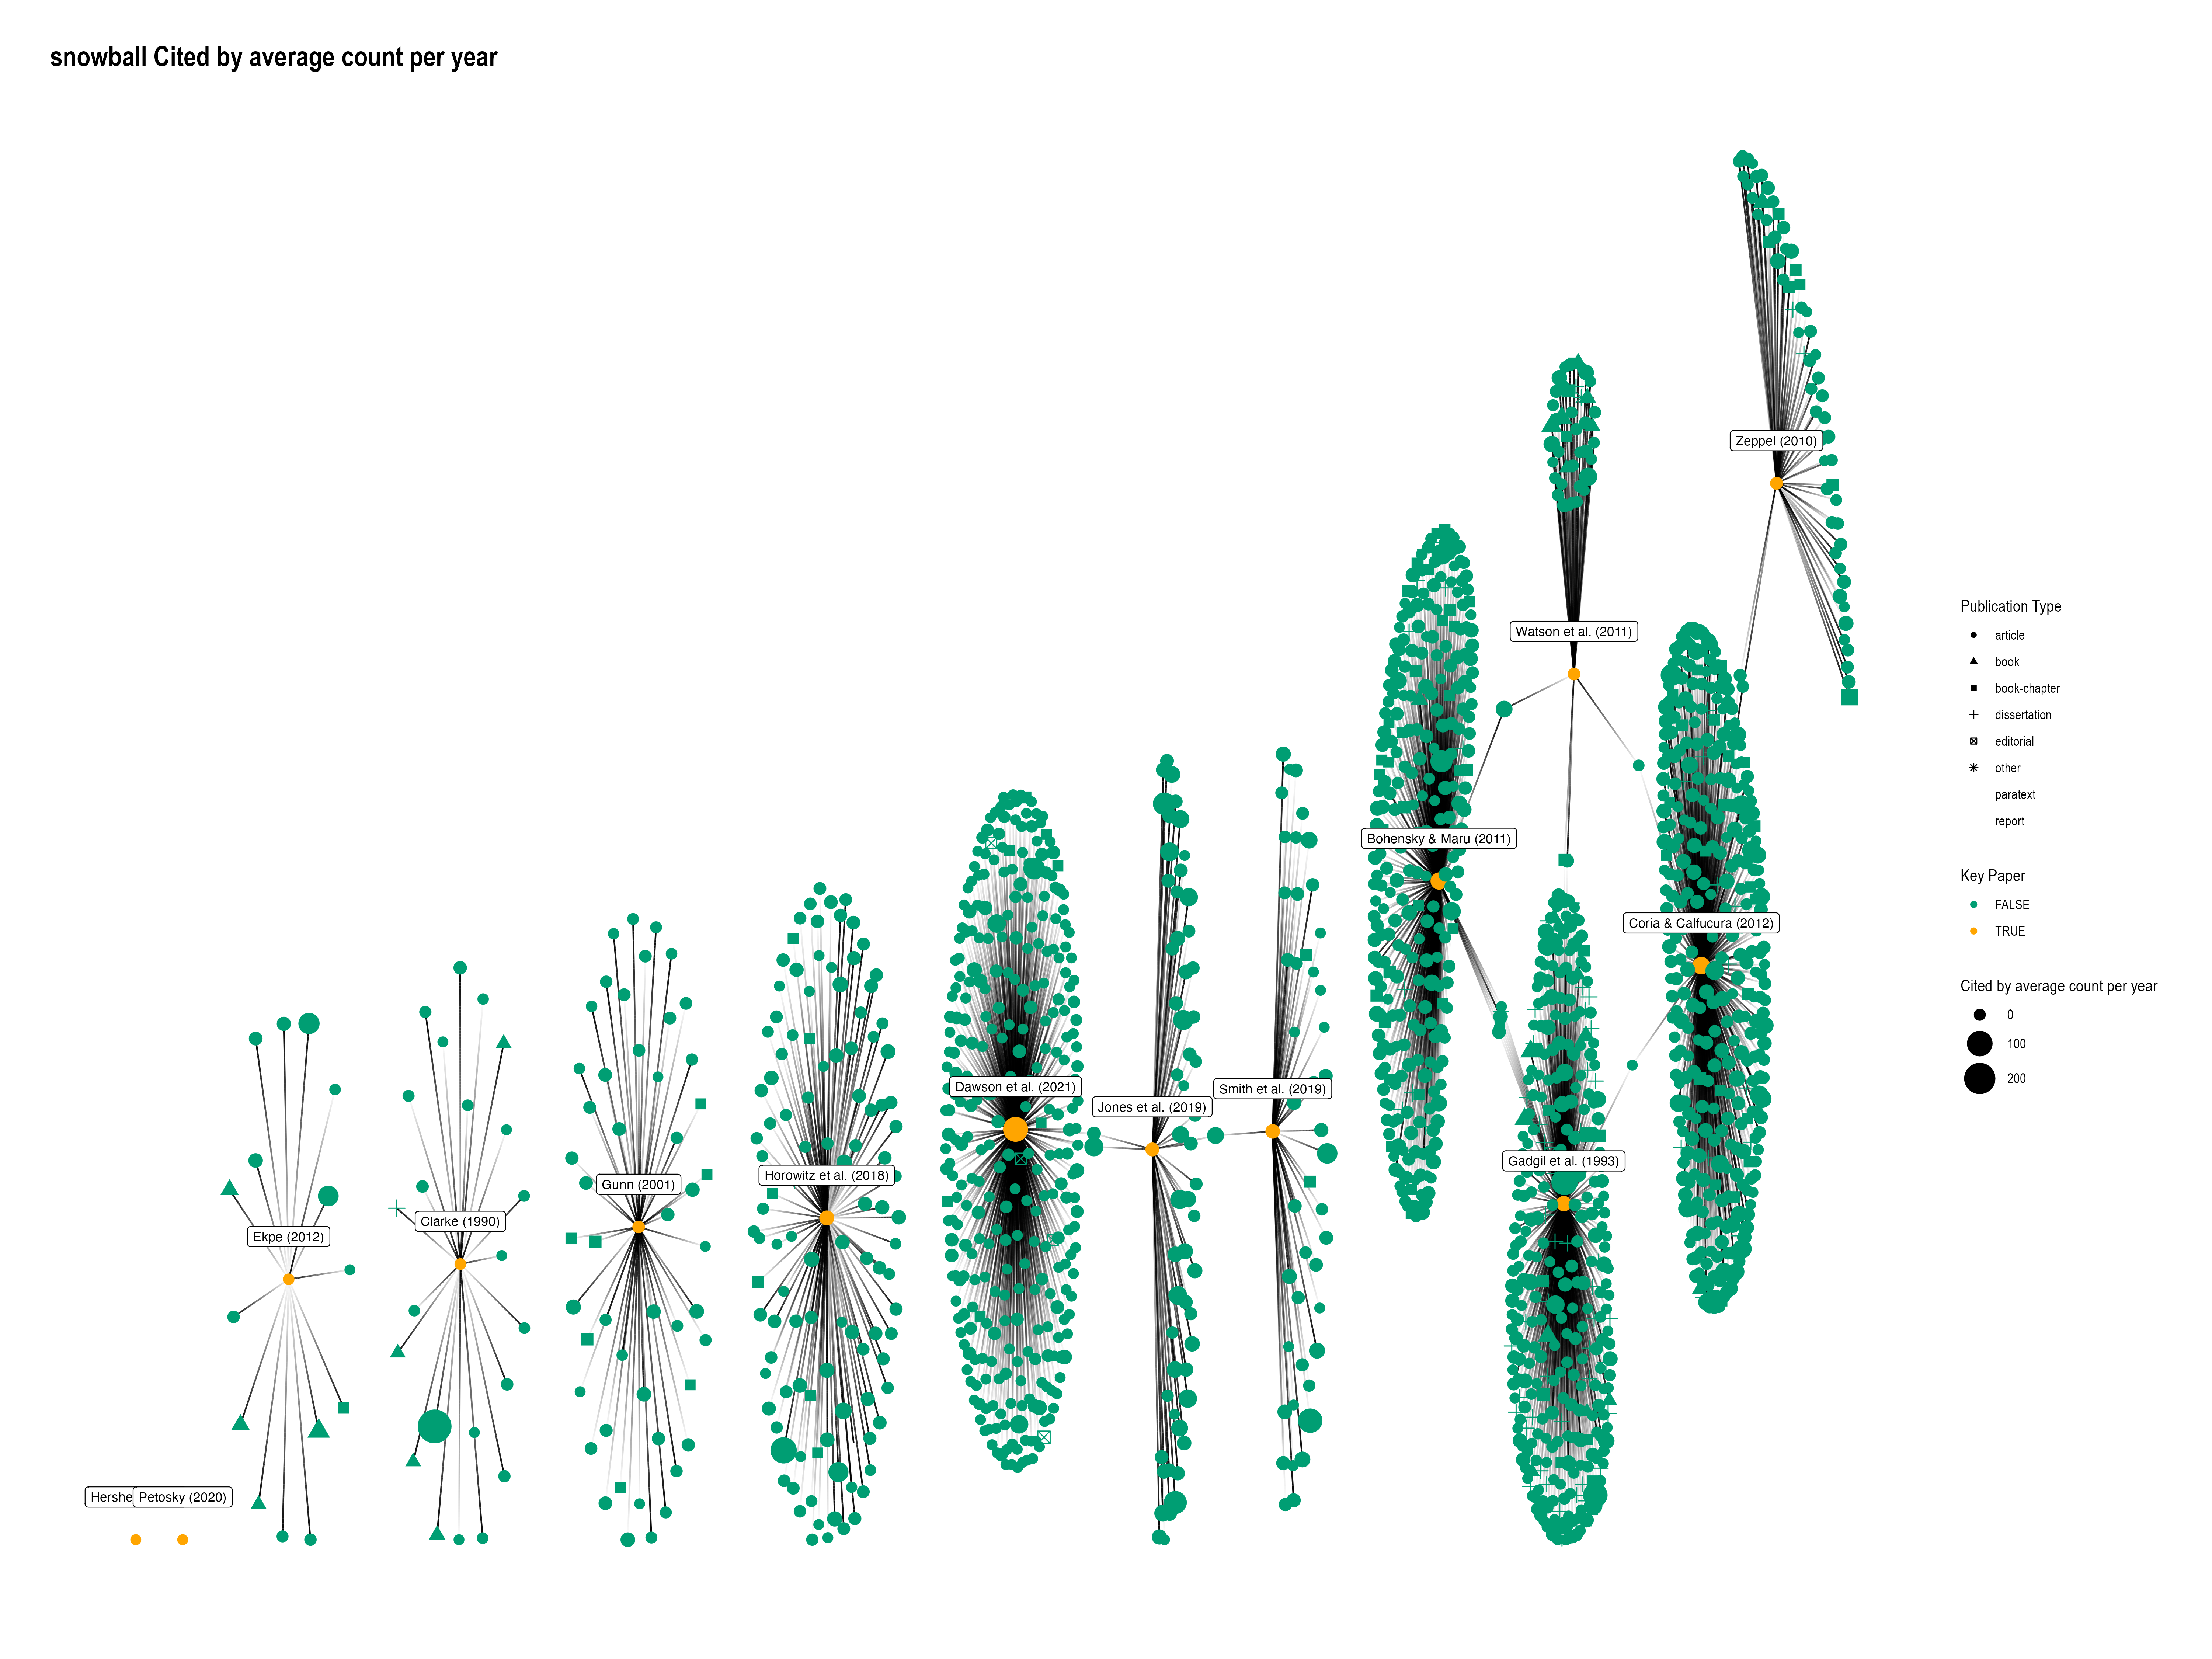 snowball Cited by average count per year
Zeppel (2010)
Watson et al. (2011)
Bohensky & Maru (2011)
Coria & Calfucura (2012)
Dawson et al. (2021)
Smith et al. (2019)
Jones et al. (2019)
Gadgil et al. (1993)
Horowitz et al. (2018)
Gunn (2001)
Clarke (1990)
Ekpe (2012)
Petosky (2020)
Publication Type
article
book
book-chapter
dissertation
editorial
other
paratext
report
Key Paper
FALSE
TRUE
Cited by average count per year
0
100
200